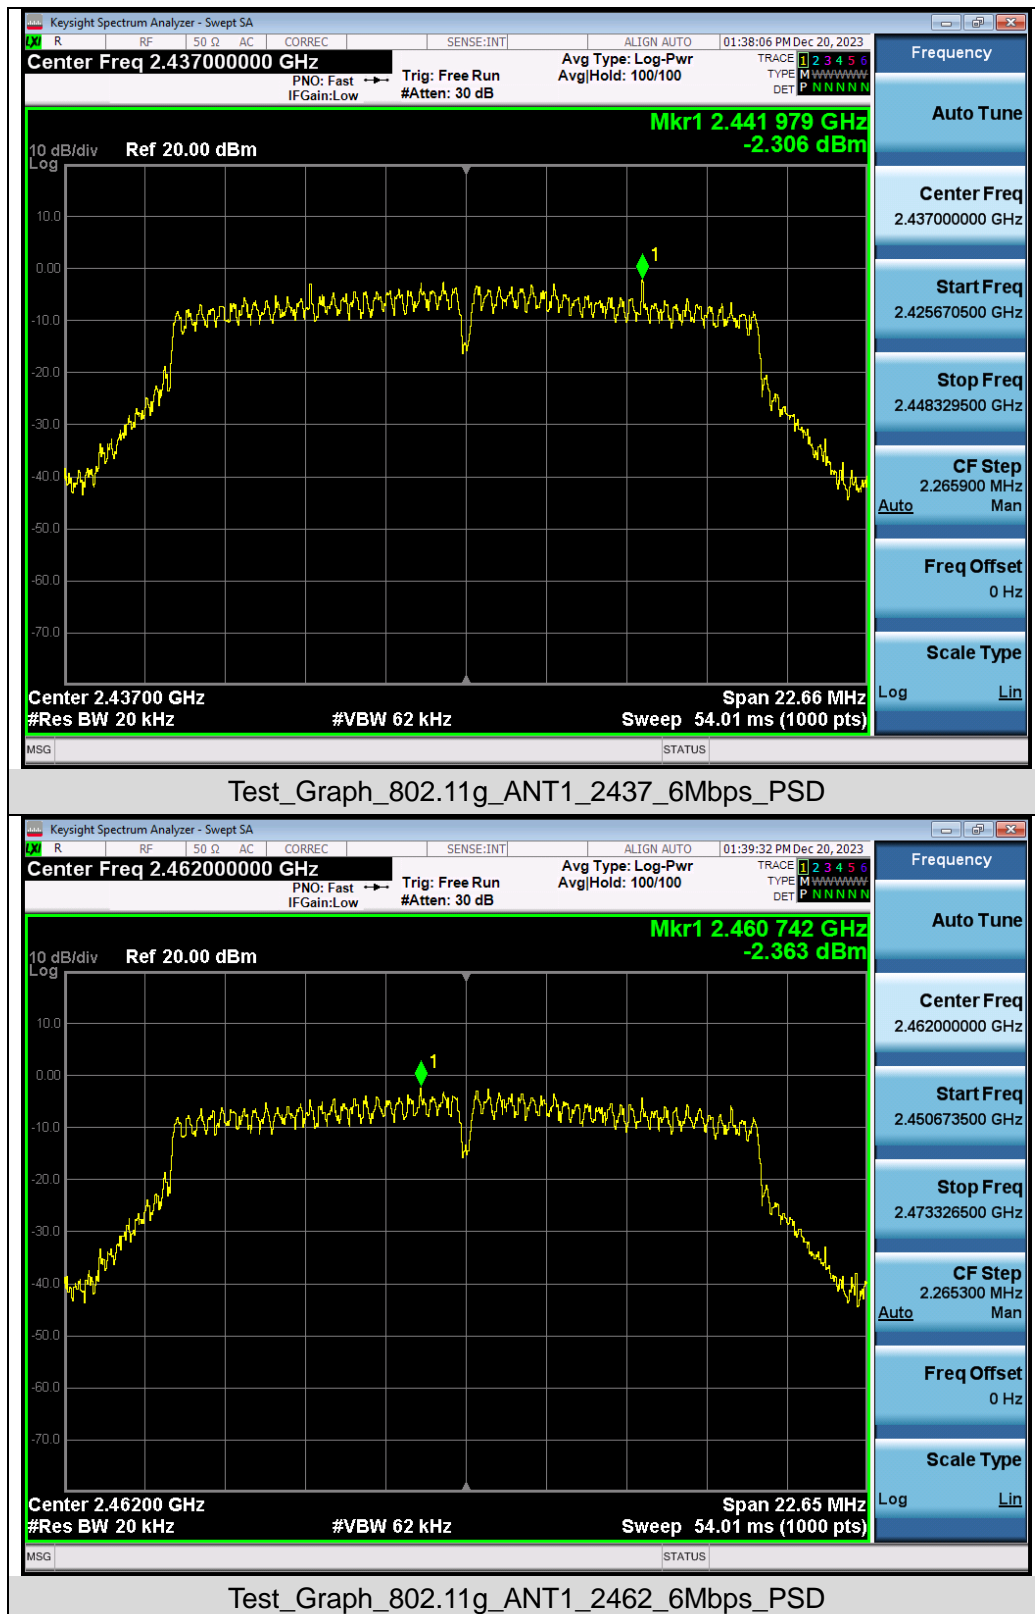 Keysight Spectrum Analyzer - Swept SA
LXI R RF 50 Ω AC CORREC SENSE:INT ALIGN AUTO 01:38:06 PM Dec 20, 2023
Center Freq 2.437000000 GHz
PNO: Fast
IFGain:Low
Trig: Free Run
#Atten: 30 dB
Avg Type: Log-Pwr
Avg|Hold: 100/100
TRACE 1 2 3 4 5 6
TYPE M WWWWW
DET P N N N N N
Mkr1 2.441 979 GHz
-2.306 dBm
10 dB/div Ref 20.00 dBm
Log
10.0
0.00
-10.0
-20.0
-30.0
-40.0
-50.0
-60.0
-70.0
1
Center 2.43700 GHz Span 22.66 MHz
#Res BW 20 kHz #VBW 62 kHz Sweep 54.01 ms (1000 pts)
MSG STATUS
Frequency
Auto Tune
Center Freq
2.437000000 GHz
Start Freq
2.425670500 GHz
Stop Freq
2.448329500 GHz
CF Step
2.265900 MHz
Auto Man
Freq Offset
0 Hz
Scale Type
Log Lin
Test_Graph_802.11g_ANT1_2437_6Mbps_PSD
Keysight Spectrum Analyzer - Swept SA
LXI R RF 50 Ω AC CORREC SENSE:INT ALIGN AUTO 01:39:32 PM Dec 20, 2023
Center Freq 2.462000000 GHz
PNO: Fast
IFGain:Low
Trig: Free Run
#Atten: 30 dB
Avg Type: Log-Pwr
Avg|Hold: 100/100
TRACE 1 2 3 4 5 6
TYPE M WWWWW
DET P N N N N N
Mkr1 2.460 742 GHz
-2.363 dBm
10 dB/div Ref 20.00 dBm
Log
10.0
0.00
-10.0
-20.0
-30.0
-40.0
-50.0
-60.0
-70.0
1
Center 2.46200 GHz Span 22.65 MHz
#Res BW 20 kHz #VBW 62 kHz Sweep 54.01 ms (1000 pts)
MSG STATUS
Frequency
Auto Tune
Center Freq
2.462000000 GHz
Start Freq
2.450673500 GHz
Stop Freq
2.473326500 GHz
CF Step
2.265300 MHz
Auto Man
Freq Offset
0 Hz
Scale Type
Log Lin
Test_Graph_802.11g_ANT1_2462_6Mbps_PSD